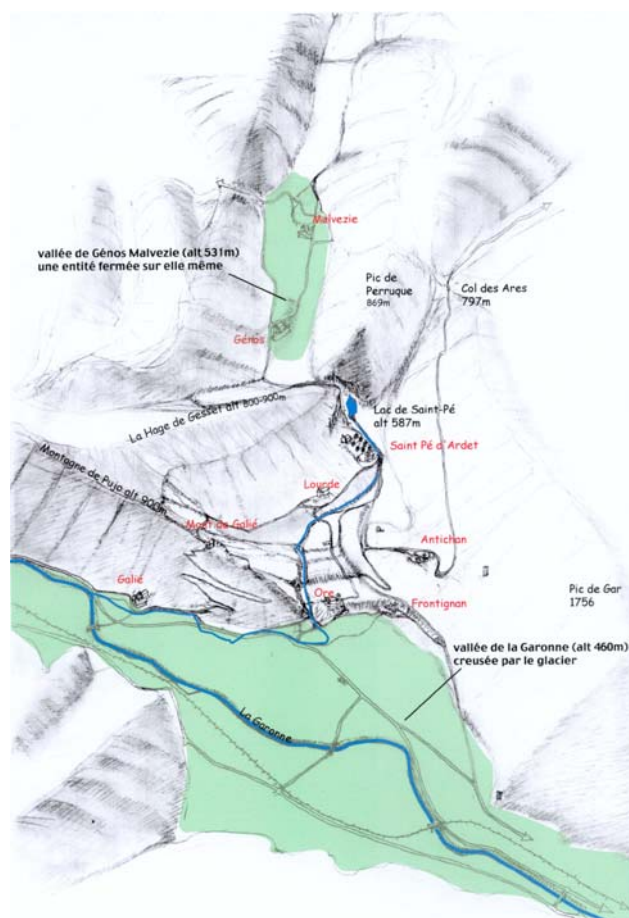 Malvezie
vallée de Génos Malvezie (alt 531m)
une entité fermée sur elle même
Pic de
Perruque
869m
Col des Ares
797m
Génos
La Hage de Gesset alt 800-900m
Lac de Saint-Pé
alt 587m
Saint Pé d'Ardet
Montagne de Pujo alt 900m
Lourde
Mont de Galié
Antichan
Galié
Ore
Frontignan
Pic de Gar
1756
vallée de la Garonne (alt 460m)
creusée par le glacier
La Garonne